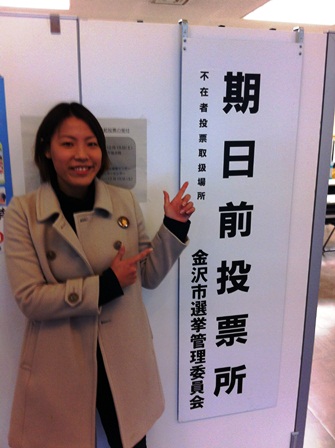 期日前投票所
不在者投票取扱場所
金沢市選挙管理委員会